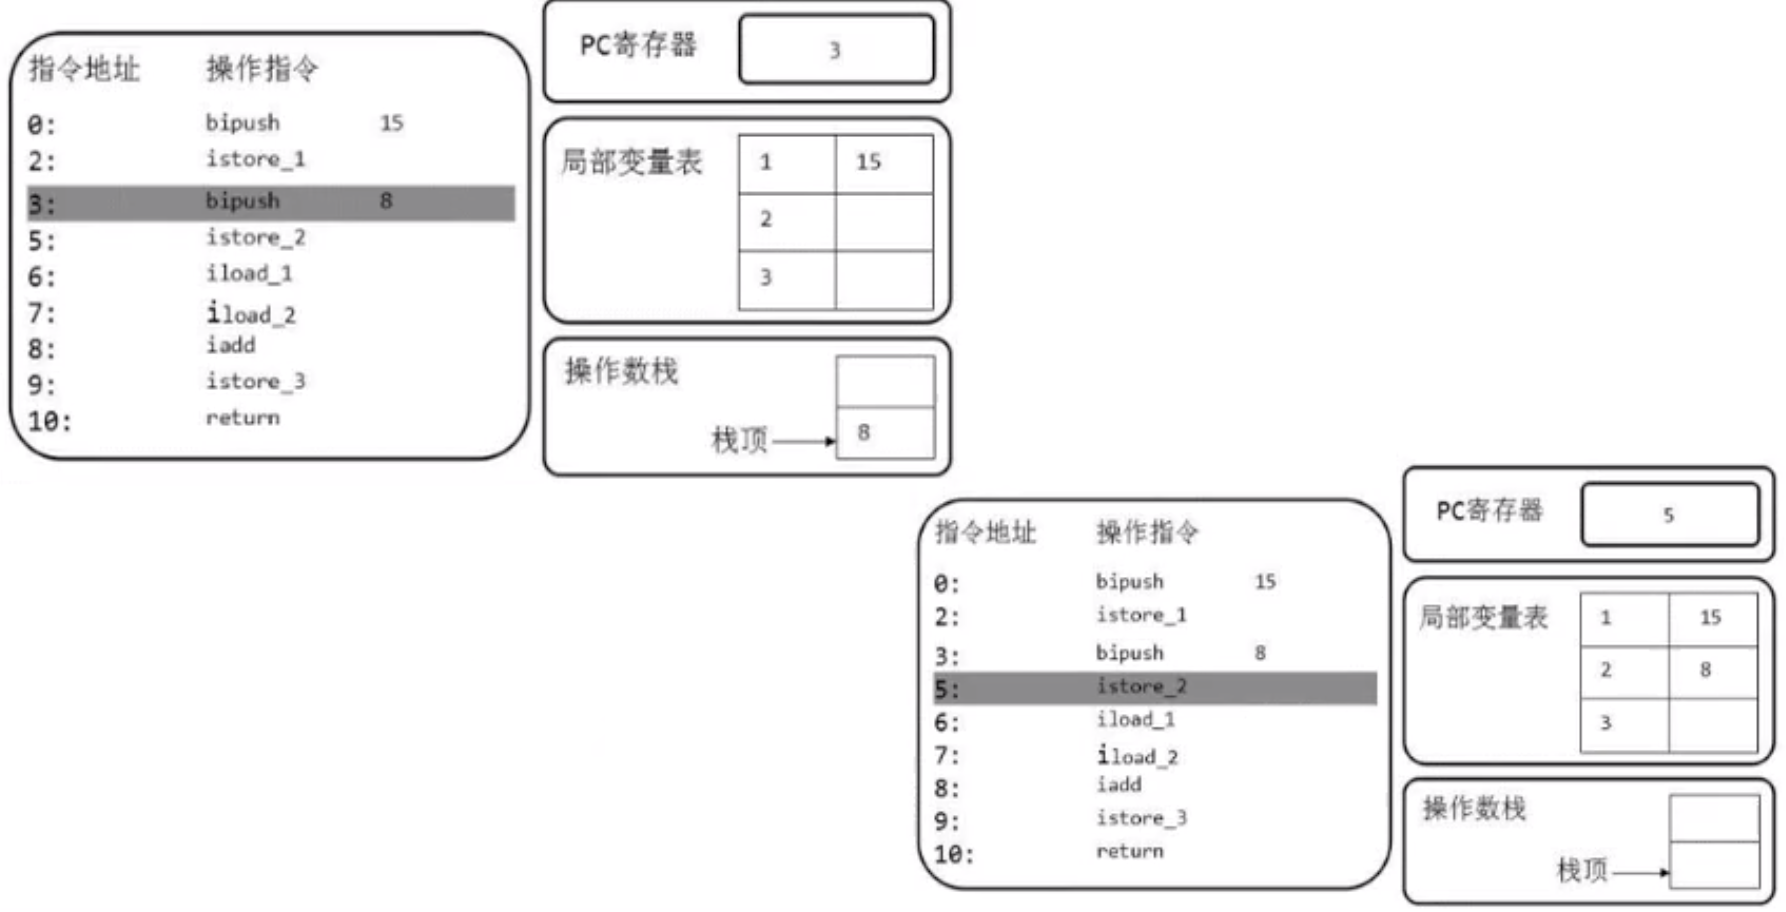 指令地址 操作指令
0: bipush 15
2: istore_1
3: bipush 8
5: istore_2
6: iload_1
7: iload_2
8: iadd
9: istore_3
10: return
PC寄存器 3
局部变量表 1 15
2
3
操作数栈
栈顶 8
指令地址 操作指令
0: bipush 15
2: istore_1
3: bipush 8
5: istore_2
6: iload_1
7: iload_2
8: iadd
9: istore_3
10: return
PC寄存器 5
局部变量表 1 15
2 8
3
操作数栈
栈顶